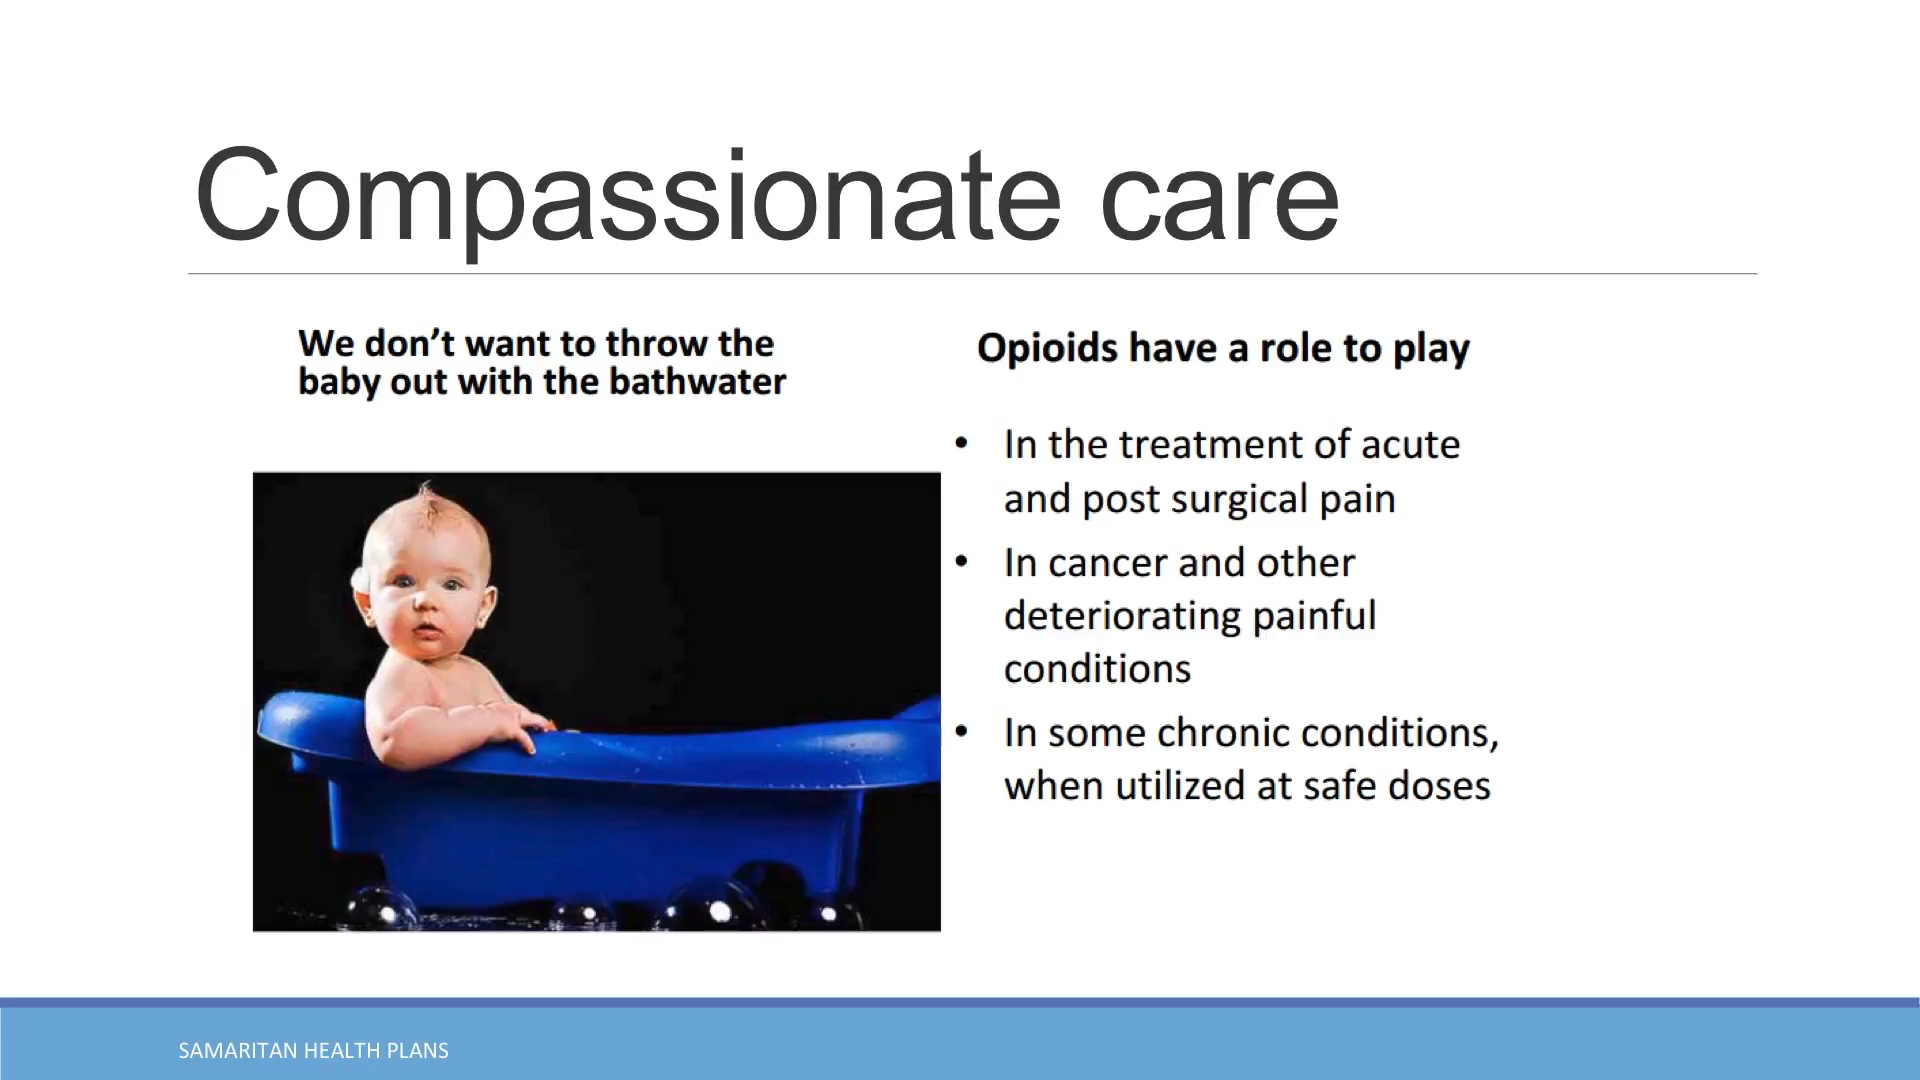 Compassionate care
We don’t want to throw the
baby out with the bathwater
Opioids have a role to play
• In the treatment of acute
and post surgical pain
• In cancer and other
deteriorating painful
conditions
• In some chronic conditions,
when utilized at safe doses
SAMARITAN HEALTH PLANS